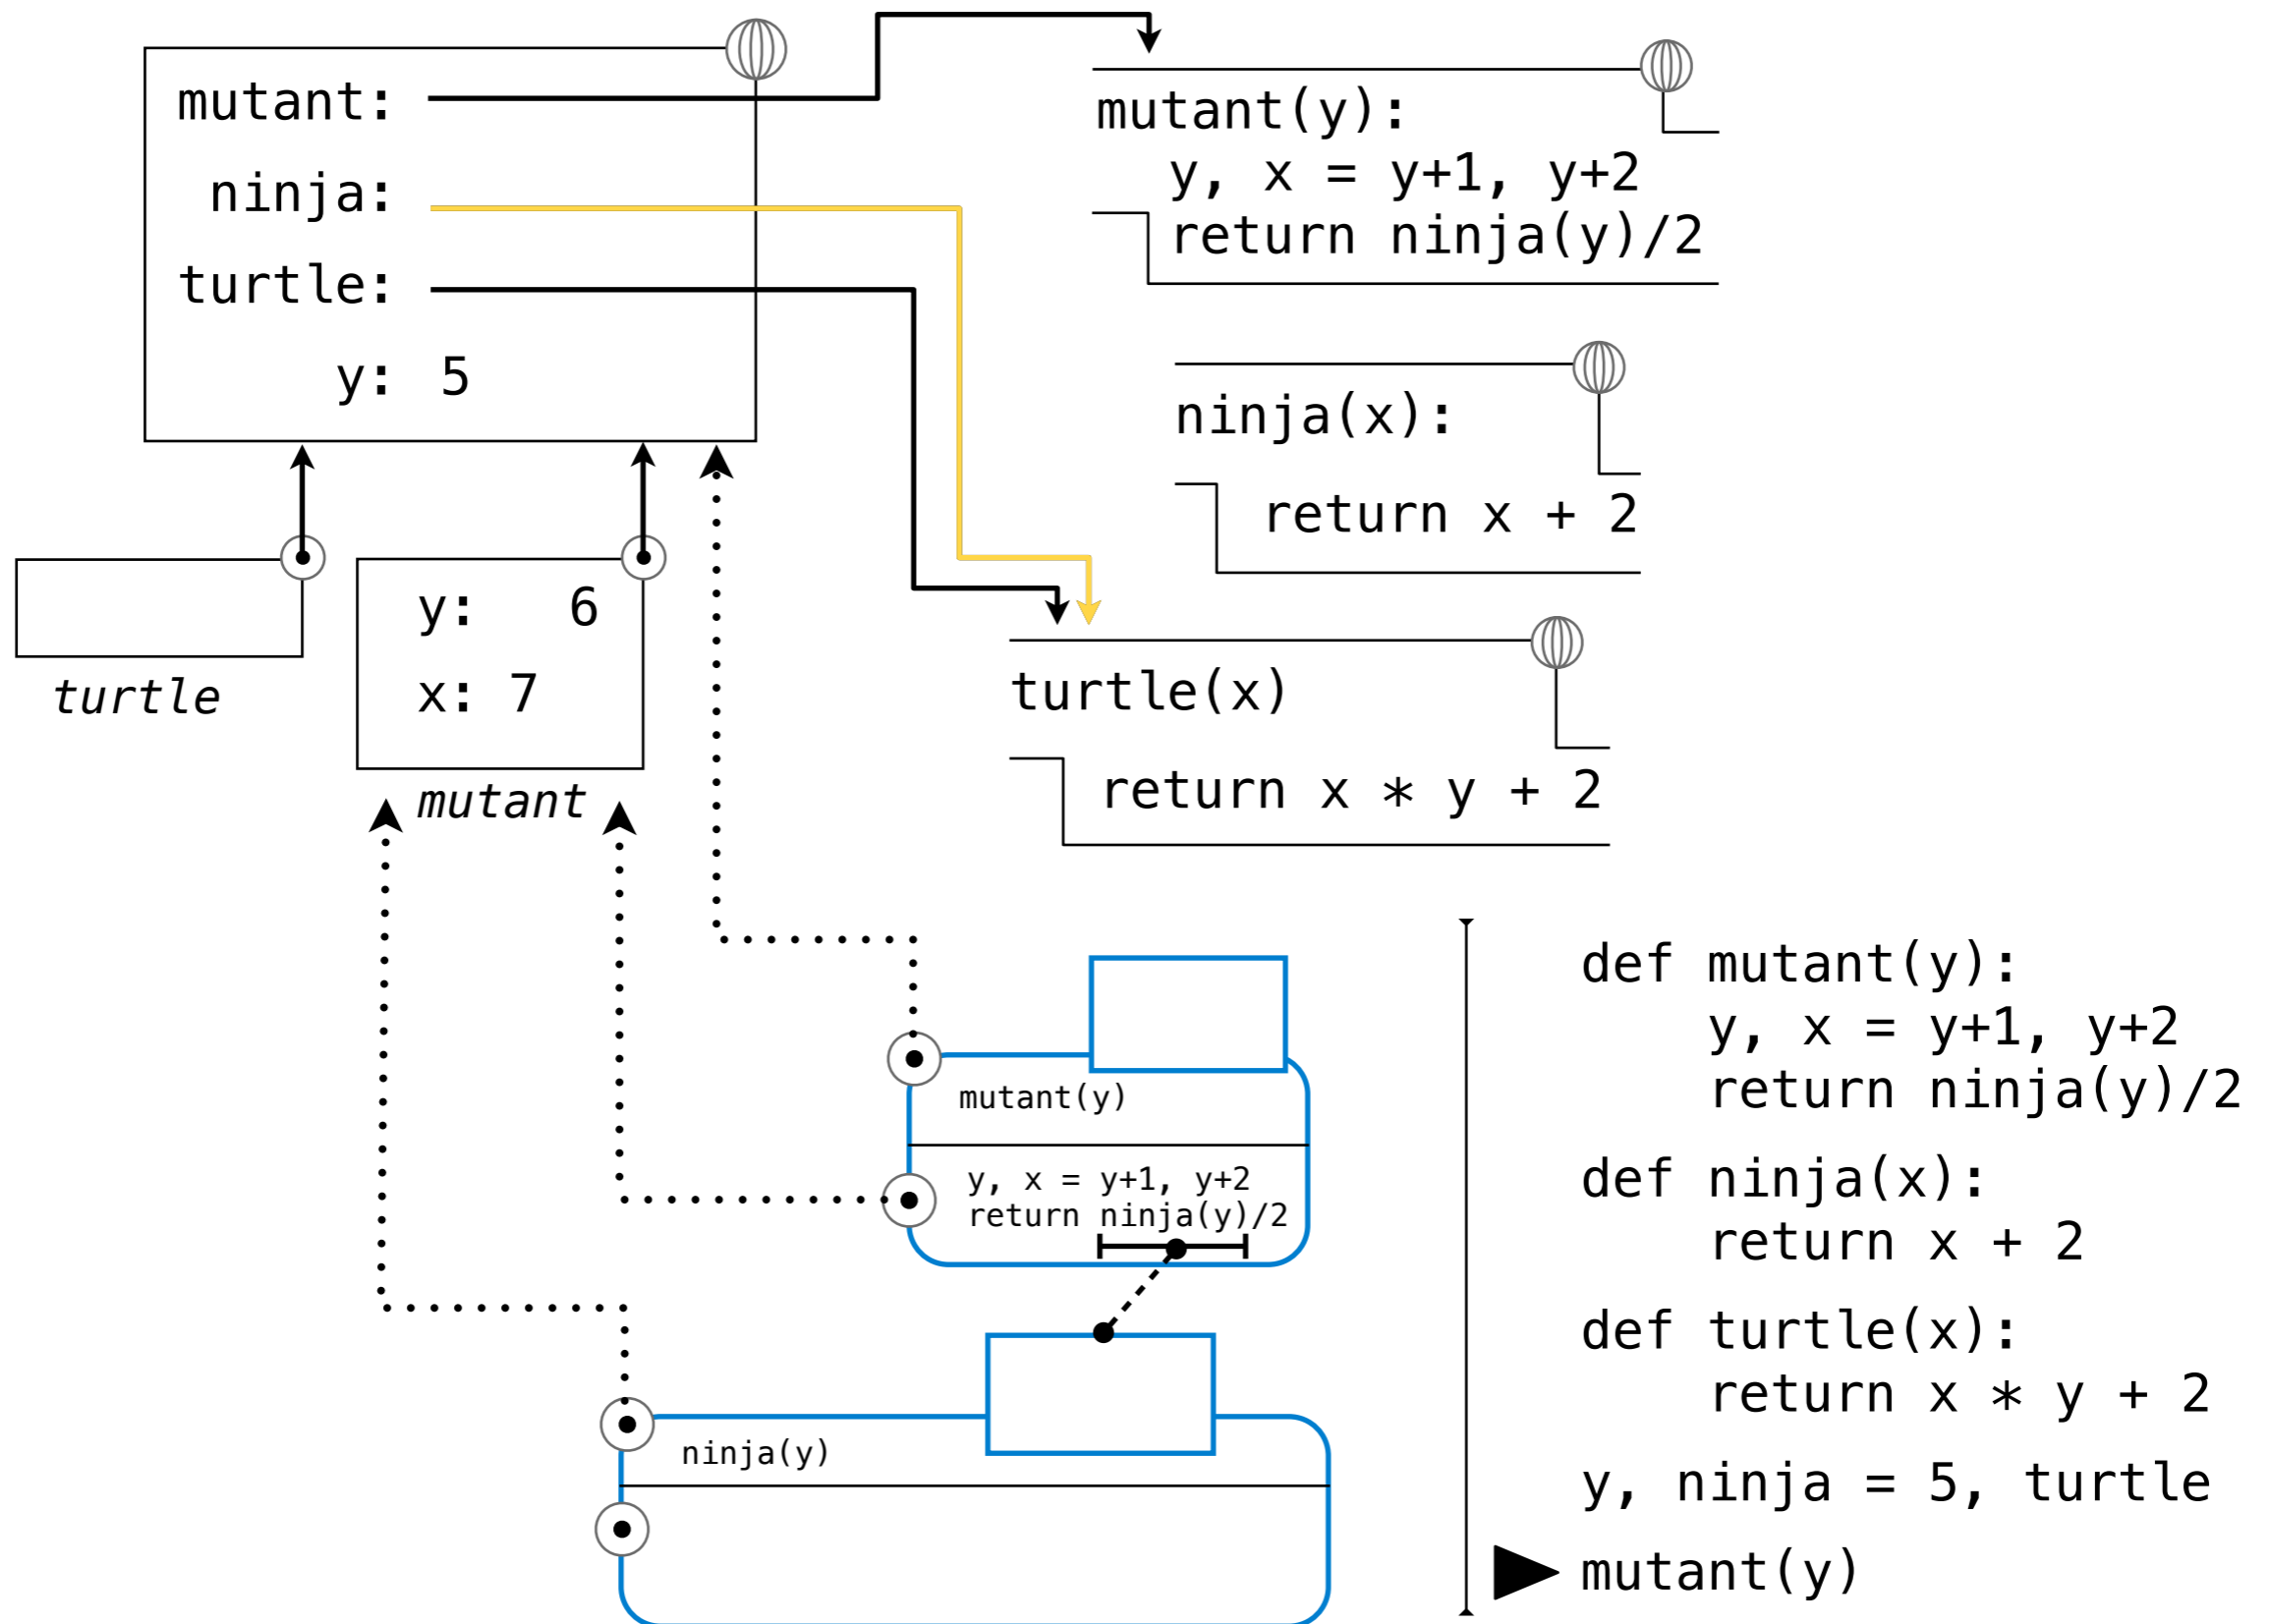 mutant:
ninja:
turtle:
y: 5
mutant(y):
y, x = y+1, y+2
return ninja(y)/2
ninja(x):
return x + 2
turtle(x)
return x * y + 2
turtle
y: 6
x: 7
mutant
mutant(y)
y, x = y+1, y+2
return ninja(y)/2
ninja(y)
def mutant(y):
y, x = y+1, y+2
return ninja(y)/2
def ninja(x):
return x + 2
def turtle(x):
return x * y + 2
y, ninja = 5, turtle
mutant(y)